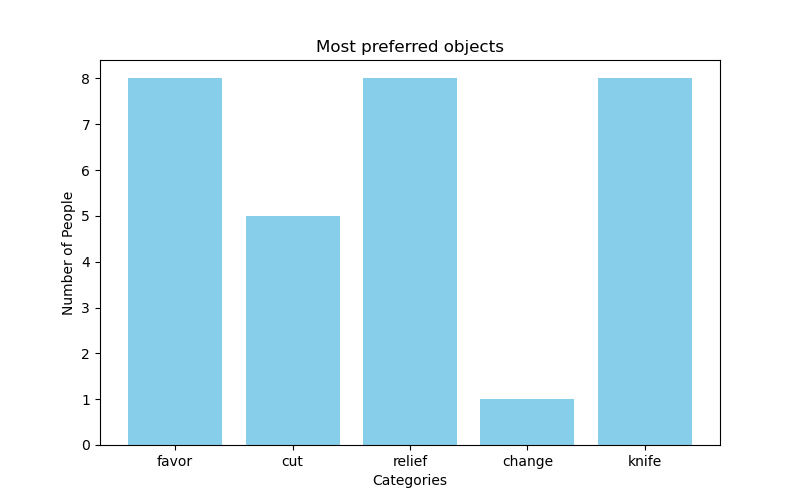 Most preferred objects
Number of People
8
7
6
5
4
3
2
1
0
favor cut relief change knife
Categories